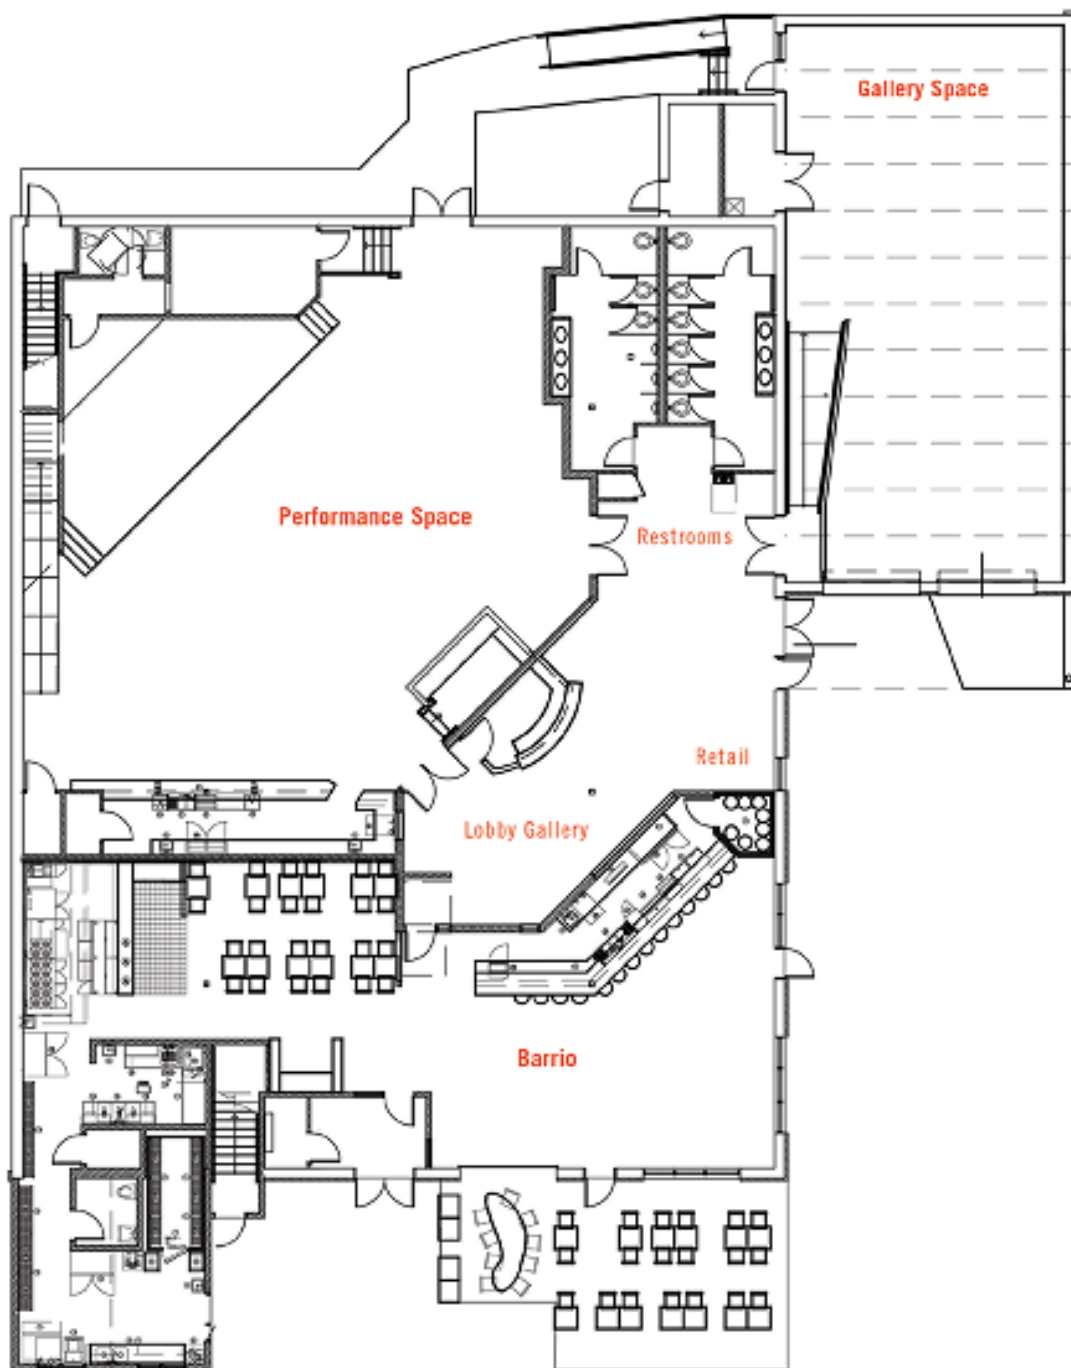 Gallery Space
Performance Space
Restrooms
Retail
Lobby Gallery
Barrio